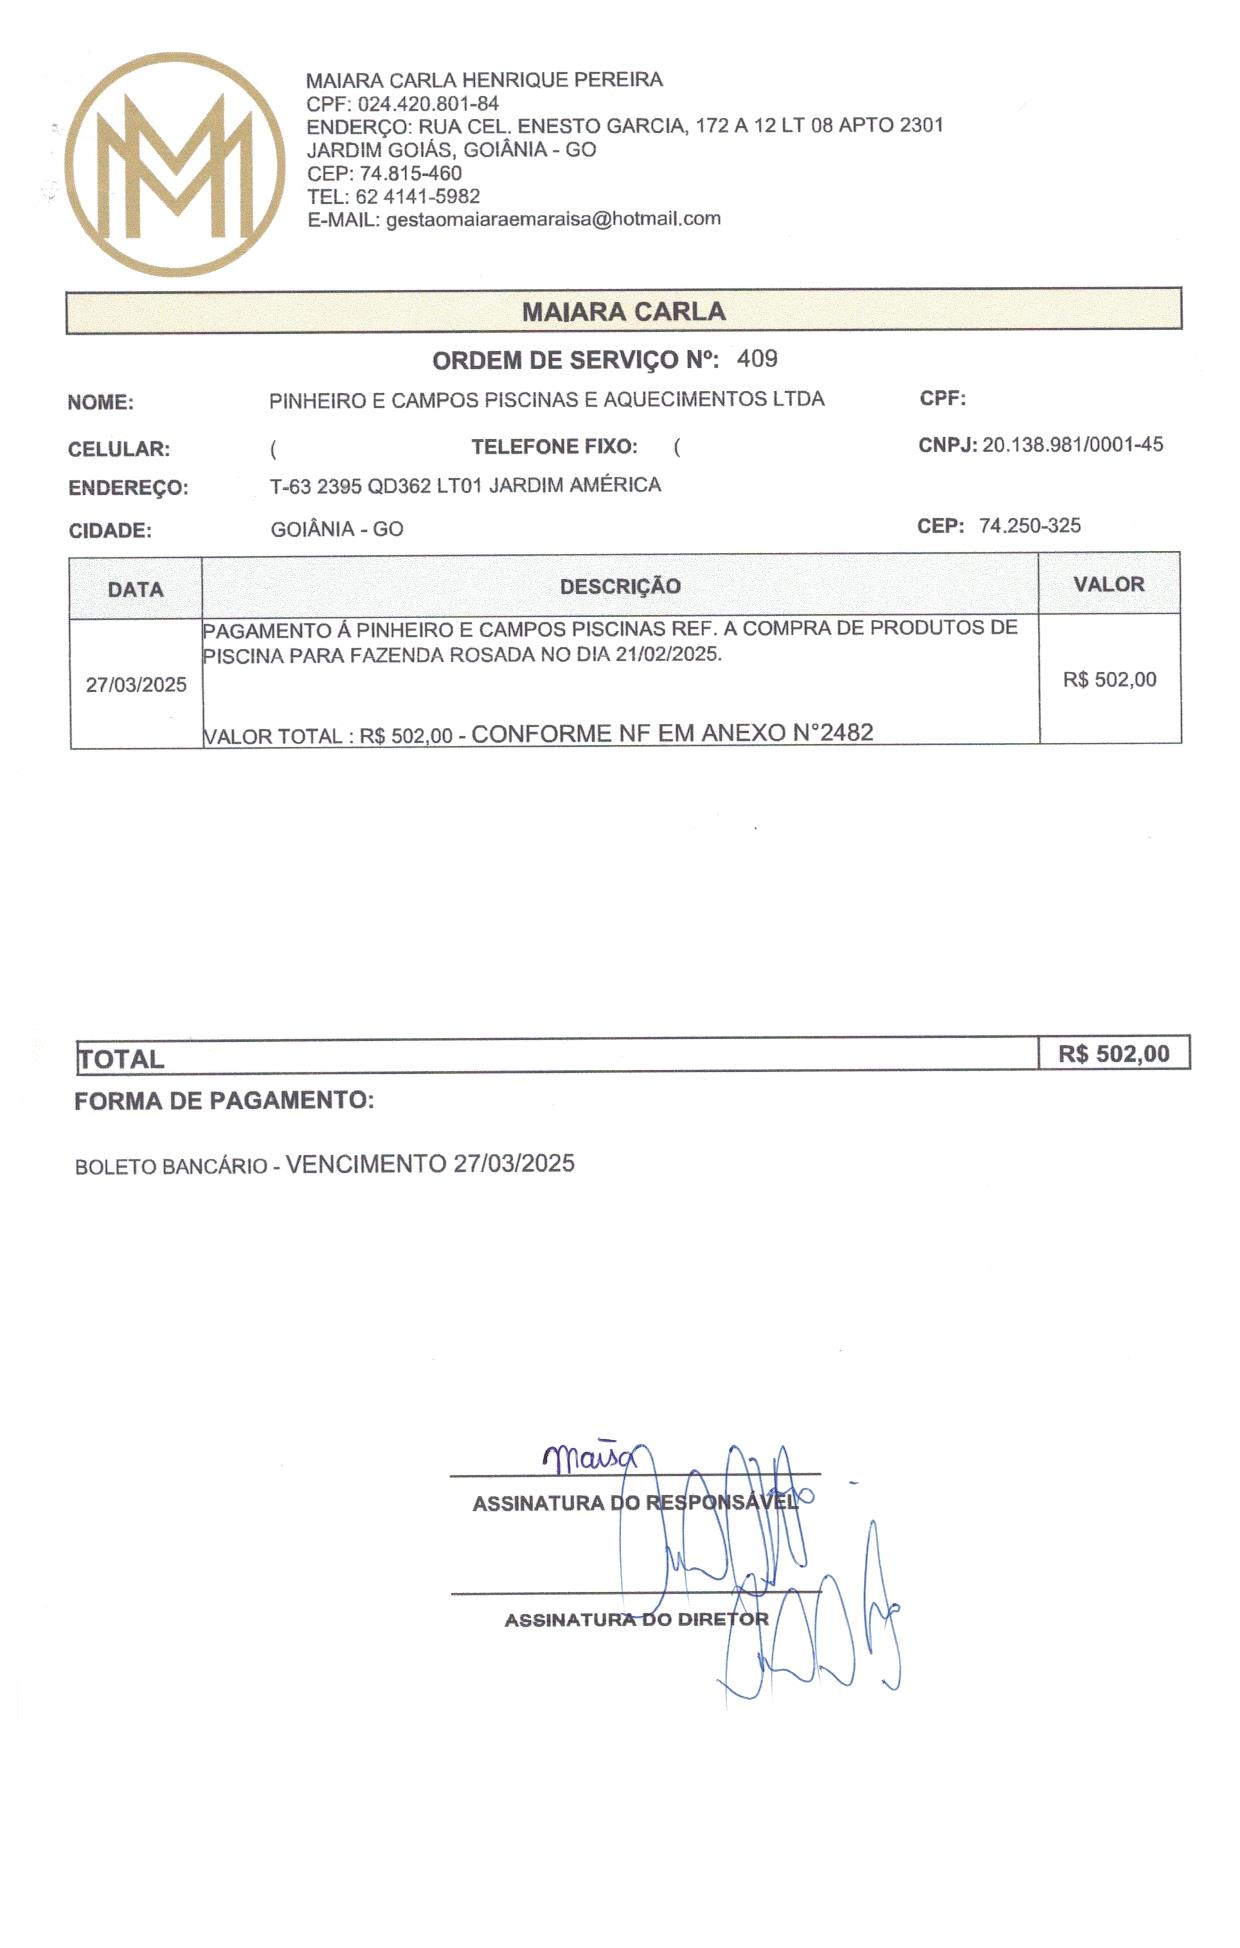 MAIARA CARLA HENRIQUE PEREIRA
CPF: 024.420.801-84
ENDERÇO: RUA CEL. ENESTO GARCIA, 172 A 12 LT 08 APTO 2301
JARDIM GOIÁS, GOIÂNIA - GO
CEP: 74.815-460
TEL: 62 4141-5982
E-MAIL: gestaomaiaraemaraisa@hotmail.com
MAIARA CARLA
ORDEM DE SERVIÇO Nº: 409
NOME: PINHEIRO E CAMPOS PISCINAS E AQUECIMENTOS LTDA CPF:
CELULAR: ( TELEFONE FIXO: ( CNPJ: 20.138.981/0001-45
ENDEREÇO: T-63 2395 QD362 LT01 JARDIM AMÉRICA
CIDADE: GOIÂNIA - GO CEP: 74.250-325
DATA DESCRIÇÃO VALOR
PAGAMENTO Á PINHEIRO E CAMPOS PISCINAS REF. A COMPRA DE PRODUTOS DE
PISCINA PARA FAZENDA ROSADA NO DIA 21/02/2025.
27/03/2025 R$ 502,00
VALOR TOTAL : R$ 502,00 - CONFORME NF EM ANEXO N°2482
TOTAL R$ 502,00
FORMA DE PAGAMENTO:
BOLETO BANCÁRIO - VENCIMENTO 27/03/2025
Maisa
ASSINATURA DO RESPONSÁVEL
ASSINATURA DO DIRETOR